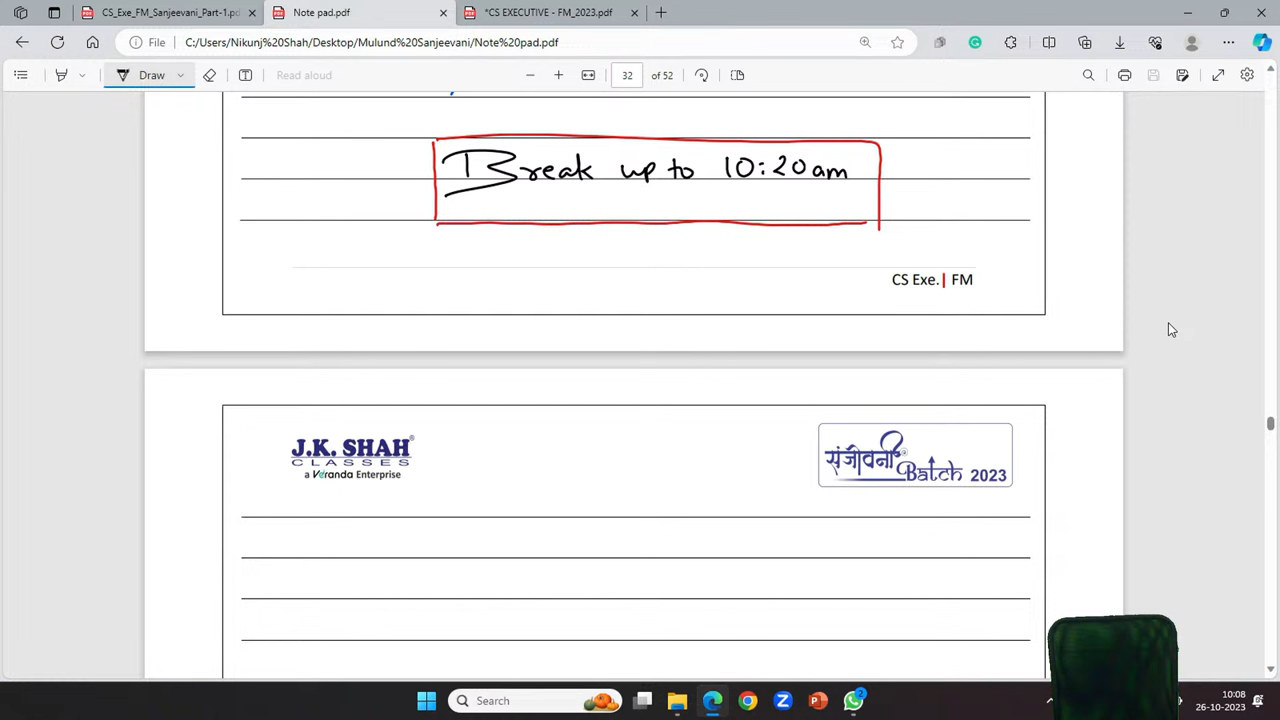 CS_Exe_FM_Sanjeevani_Part-1.pd
Note pad.pdf
*CS EXECUTIVE - FM_2023.pdf
File
C:/Users/Nikunj%20Shah/Desktop/Mulund%20Sanjeevani/Note%20pad.pdf
Draw
Read aloud
32 of 52
Break up to 10:20am
CS Exe.| FM
J.K. SHAH®
CLASSES
a Veranda Enterprise
संजीवनी
Batch 2023
Search
2
10:08
26-10-2023